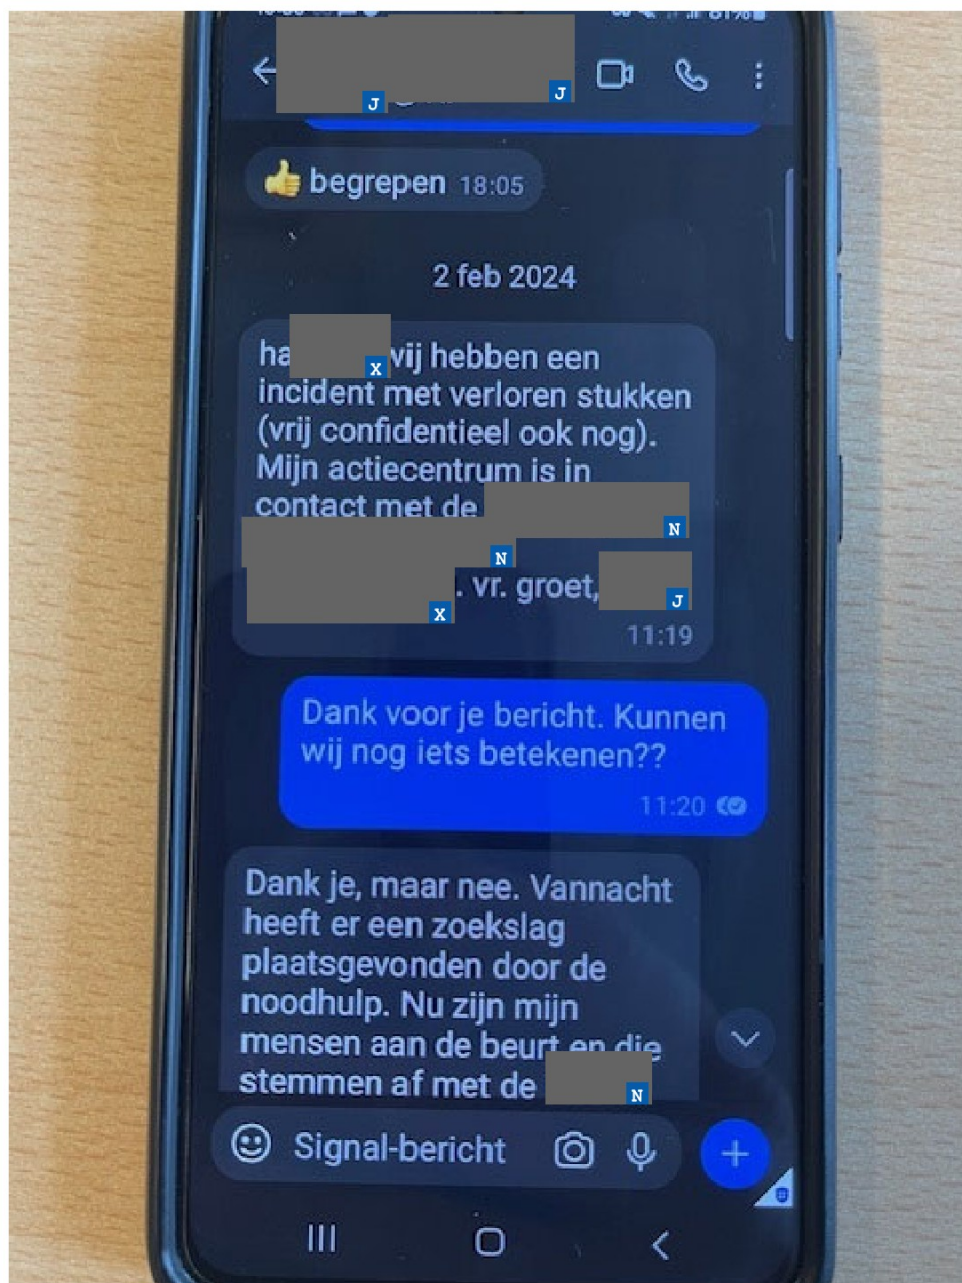 81%
J
J
👍 begrepen 18:05
2 feb 2024
ha
X
wij hebben een
incident met verloren stukken
(vrij confidentieel ook nog).
Mijn actiecentrum is in
contact met de
N
N
X
. vr. groet,
J
11:19
Dank voor je bericht. Kunnen
wij nog iets betekenen??
11:20
Dank je, maar nee. Vannacht
heeft er een zoekslag
plaatsgevonden door de
noodhulp. Nu zijn mijn
mensen aan de beurt en die
stemmen af met de
N
Signal-bericht